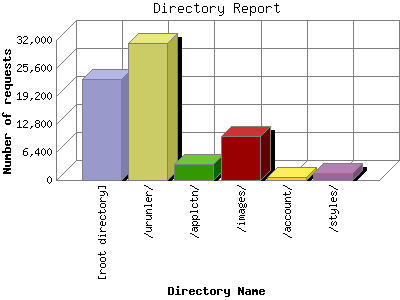 Directory Report
Number of requests
32,000
25,600
19,200
12,800
6,400
0
[root directory]
/urunler/
/applctn/
/images/
/account/
/styles/
Directory Name